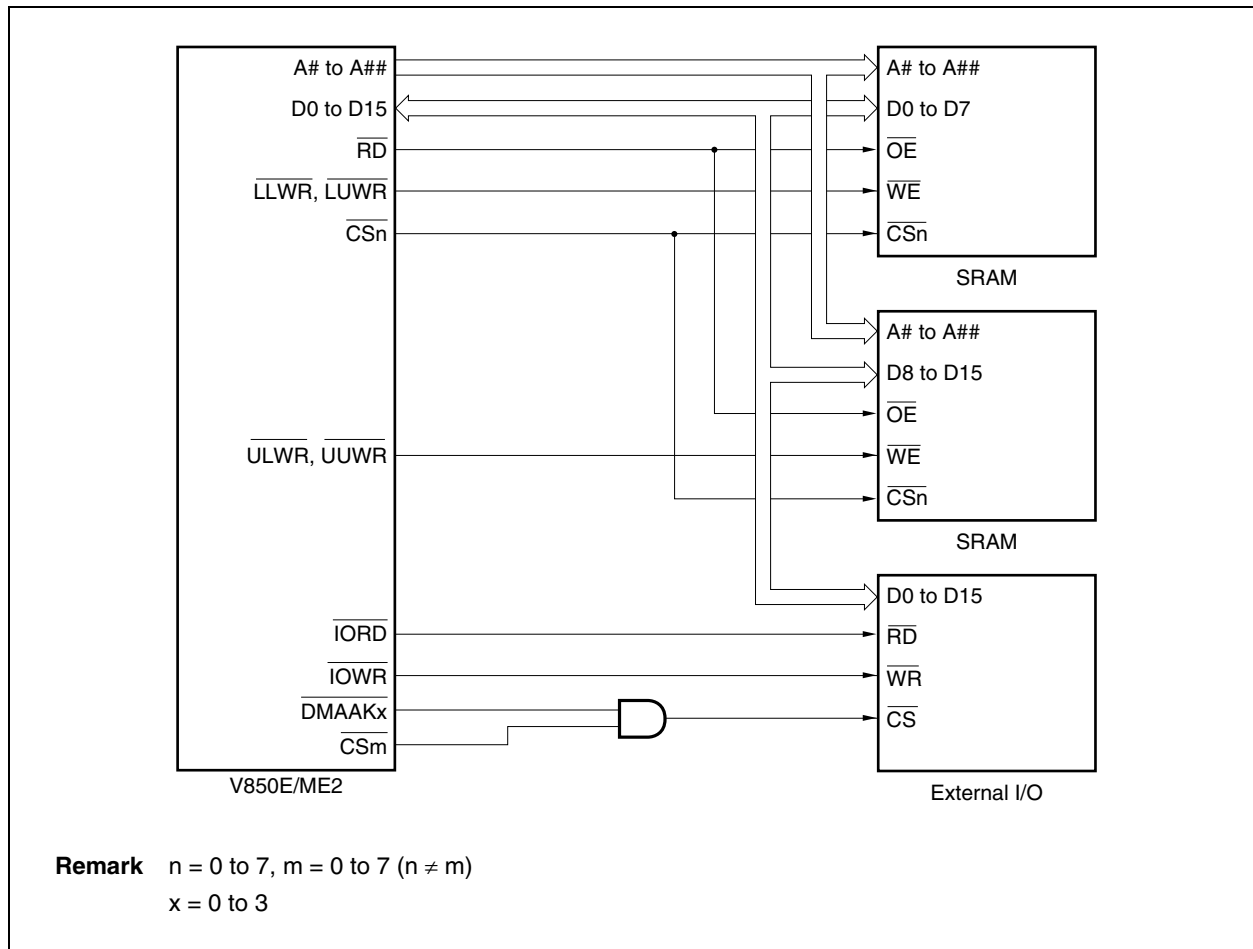 A# to A##
D0 to D15
RD
LLWR, LUWR
CSn
ULWR, UUWR
IORD
IOWR
DMAAKx
CSm
V850E/ME2
A# to A##
D0 to D7
OE
WE
CSn
SRAM
A# to A##
D8 to D15
OE
WE
CSn
SRAM
D0 to D15
RD
WR
CS
External I/O
Remark n = 0 to 7, m = 0 to 7 (n ≠ m)
x = 0 to 3